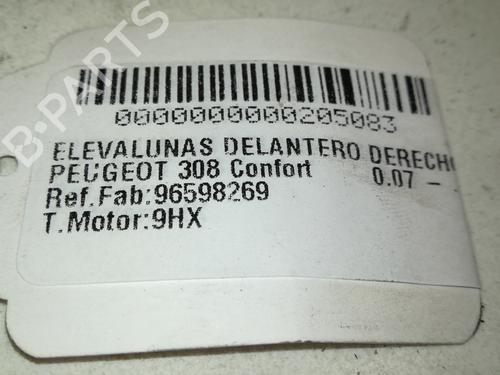 0000000000205083
ELEVALUNAS DELANTERO DERECHO
PEUGEOT 308 Confort 0.07 -
Ref.Fab:96598269
T.Motor:9HX
B-PARTS